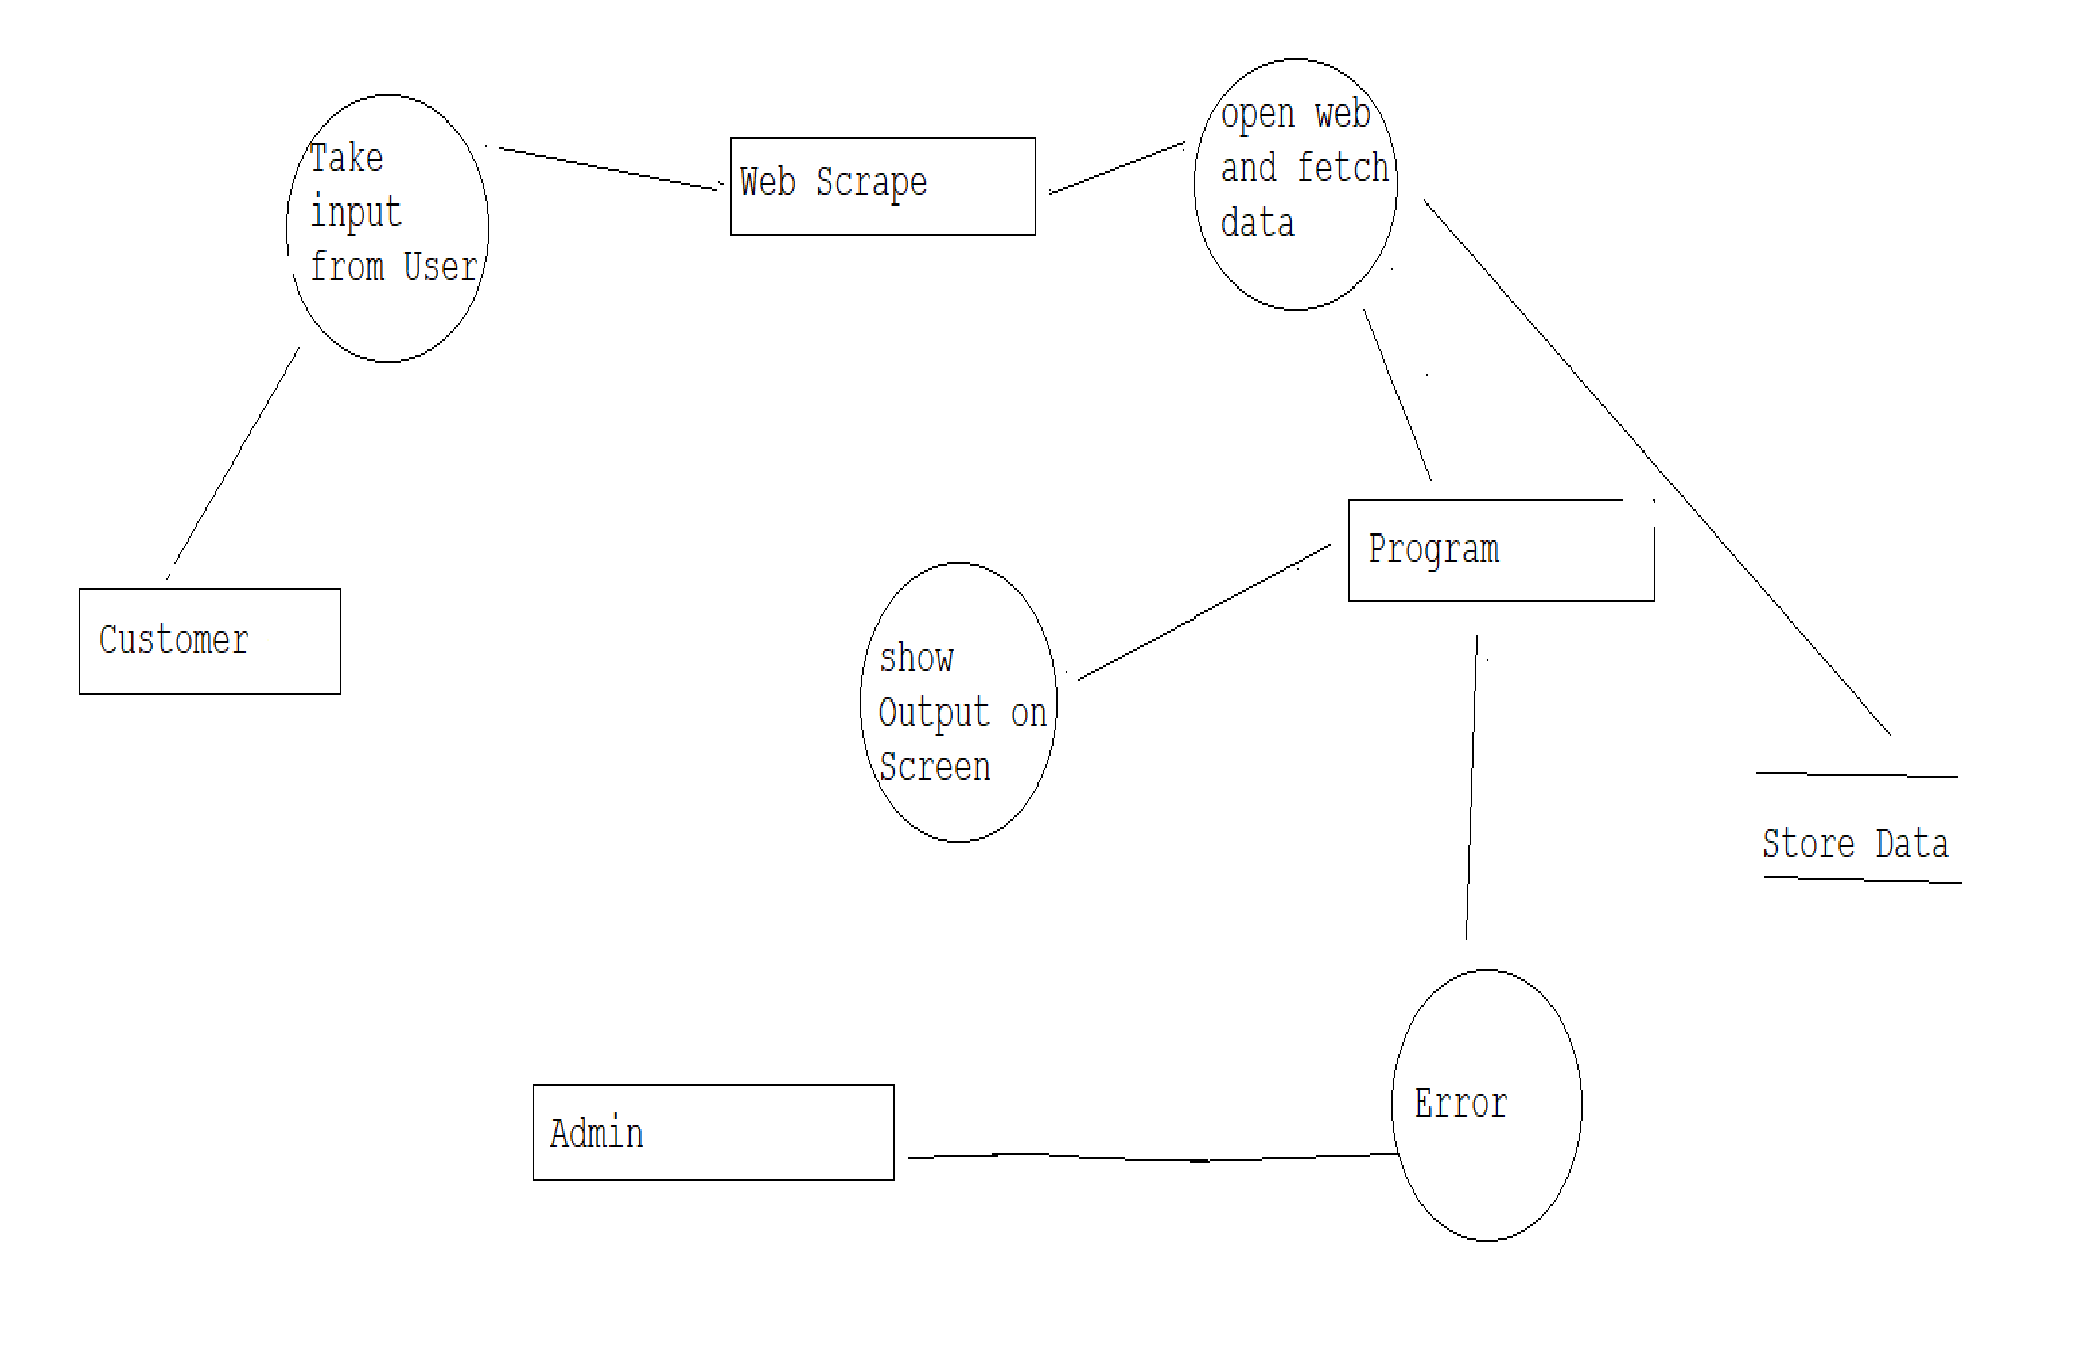 Take
input
from User
Web Scrape
open web
and fetch
data
Customer
Program
show
Output on
Screen
Store Data
Admin
Error